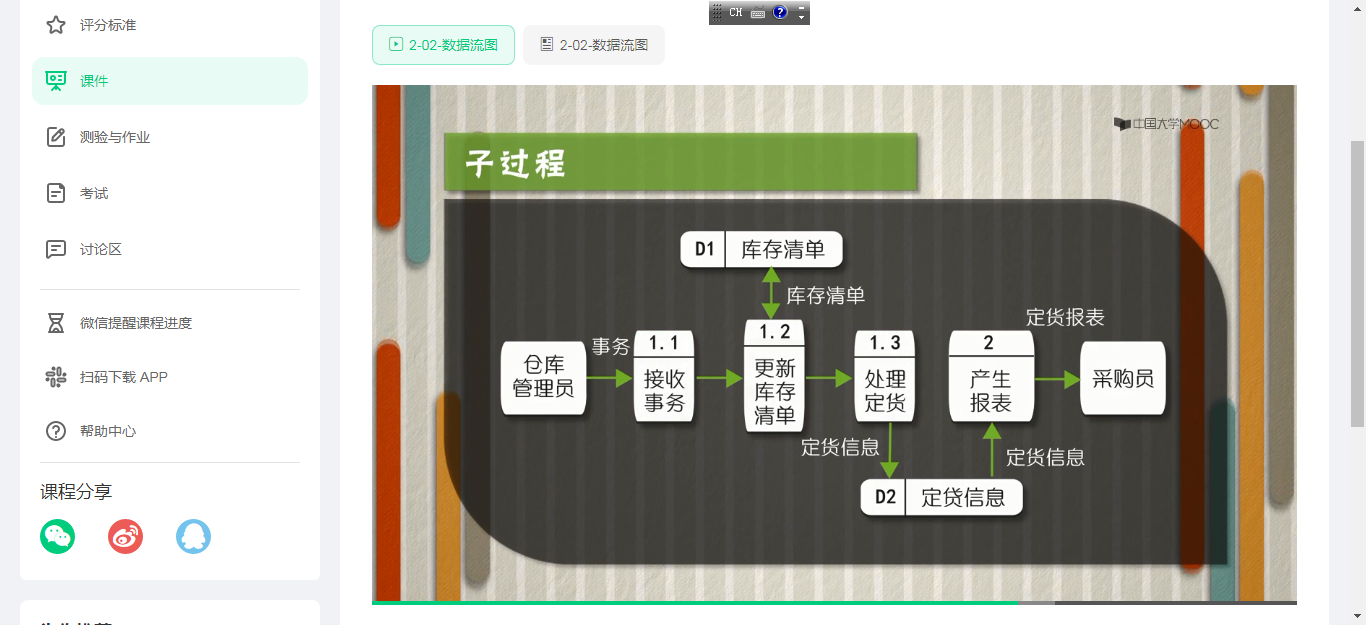 评分标准
课件
测验与作业
考试
讨论区
微信提醒课程进度
扫码下载 APP
帮助中心
课程分享
CH
2-02-数据流图
2-02-数据流图
中国大学MOOC
子过程
D1 库存清单
库存清单
定货报表
仓库
管理员
事务
1.1
接收
事务
1.2
更新
库存
清单
1.3
处理
定货
2
产生
报表
采购员
定货信息
定货信息
D2 定贷信息